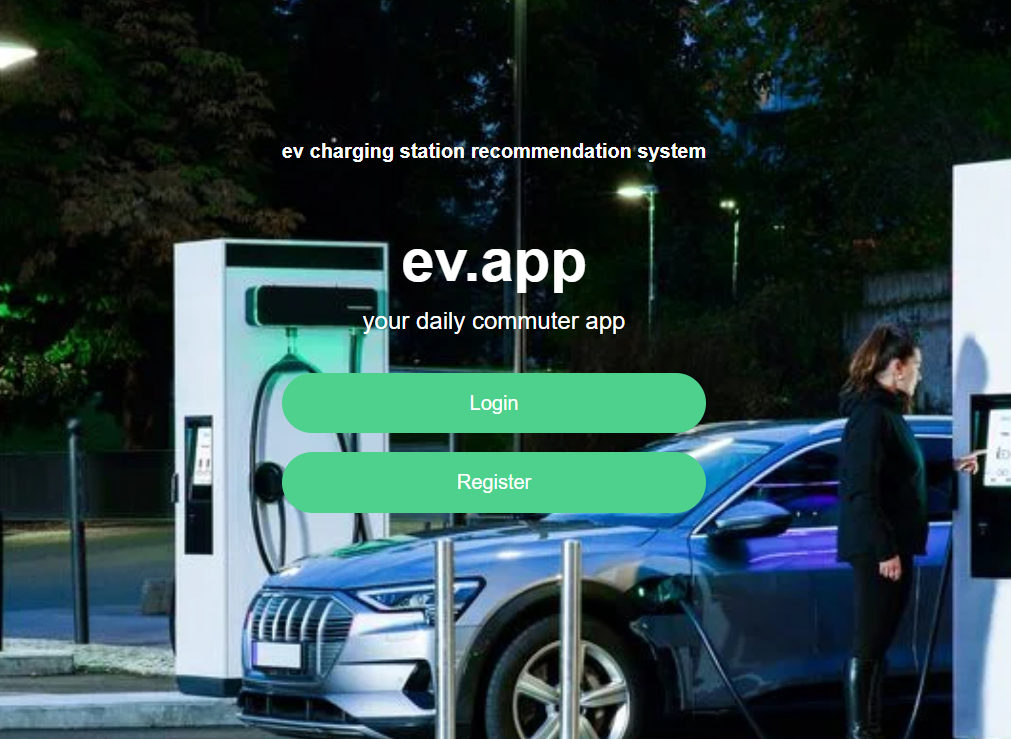 ev charging station recommendation system
ev.app
your daily commuter app
Login
Register